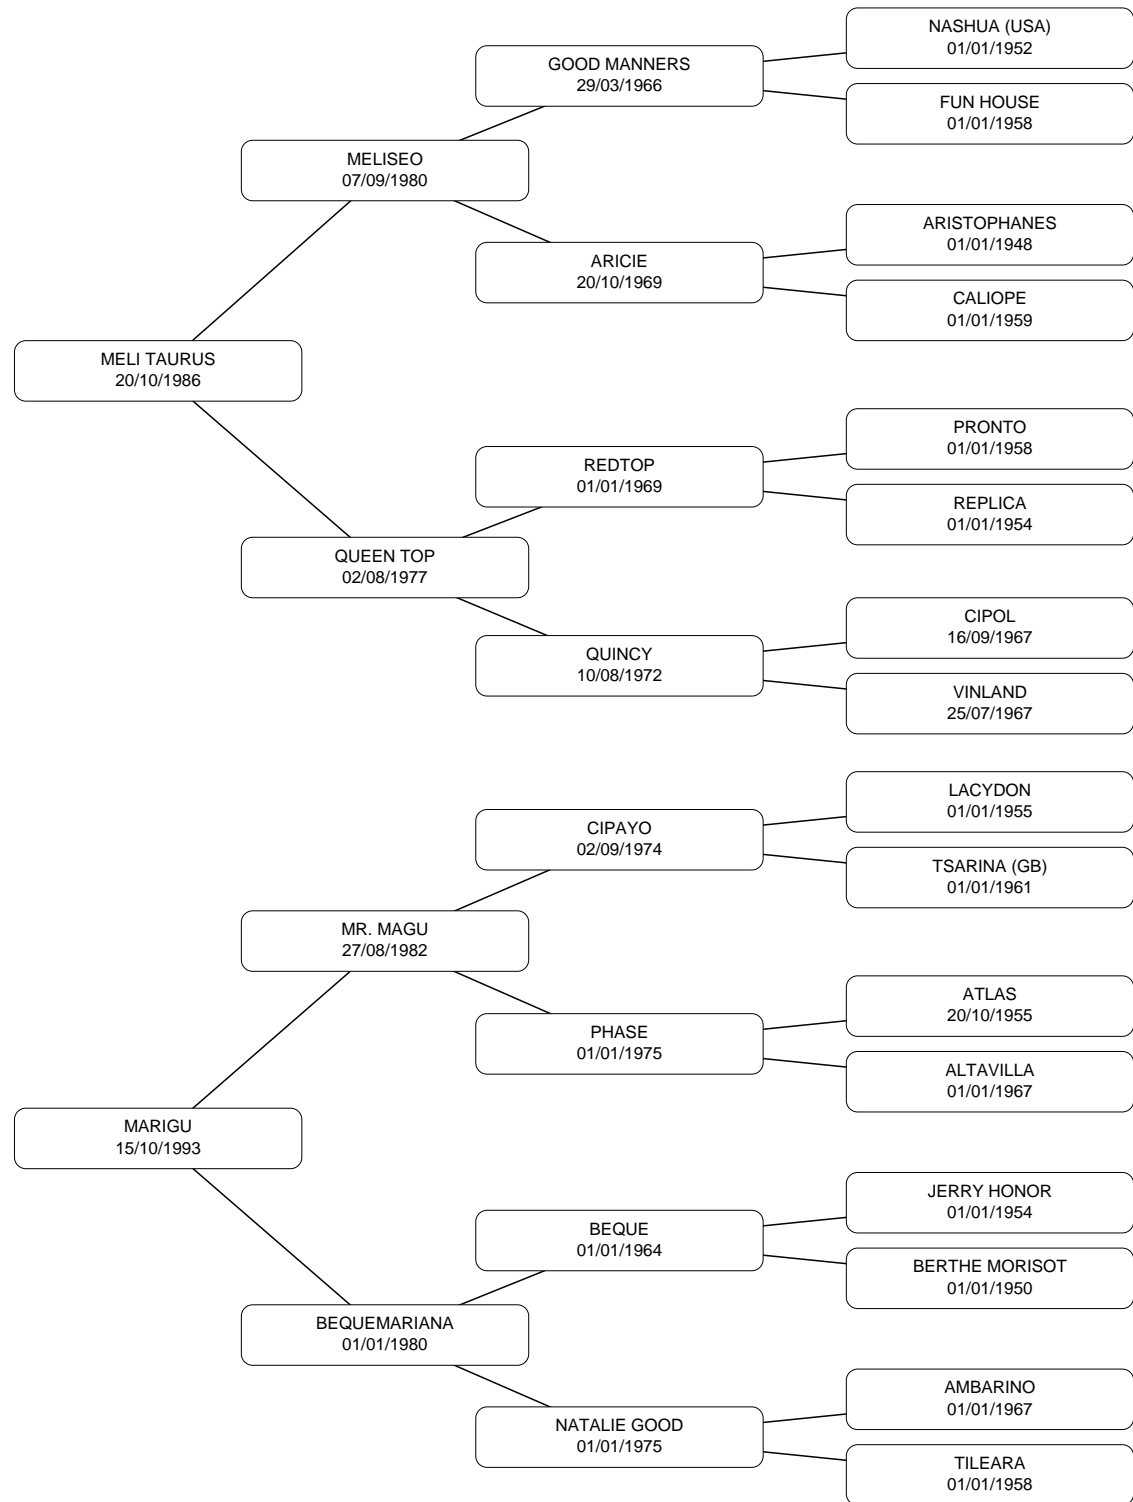 NASHUA (USA)
01/01/1952
GOOD MANNERS
29/03/1966
FUN HOUSE
01/01/1958
MELISEO
07/09/1980
ARISTOPHANES
01/01/1948
ARICIE
20/10/1969
CALIOPE
01/01/1959
MELI TAURUS
20/10/1986
PRONTO
01/01/1958
REDTOP
01/01/1969
REPLICA
01/01/1954
QUEEN TOP
02/08/1977
CIPOL
16/09/1967
QUINCY
10/08/1972
VINLAND
25/07/1967
LACYDON
01/01/1955
CIPAYO
02/09/1974
TSARINA (GB)
01/01/1961
MR. MAGU
27/08/1982
ATLAS
20/10/1955
PHASE
01/01/1975
ALTAVILLA
01/01/1967
MARIGU
15/10/1993
JERRY HONOR
01/01/1954
BEQUE
01/01/1964
BERTHE MORISOT
01/01/1950
BEQUEMARIANA
01/01/1980
AMBARINO
01/01/1967
NATALIE GOOD
01/01/1975
TILEARA
01/01/1958